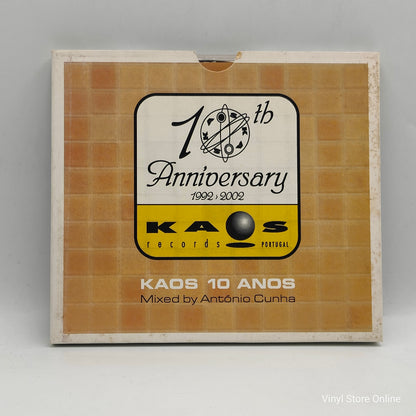 10th
Anniversary
1992 › 2002
KAOS
records PORTUGAL
KAOS 10 ANOS
Mixed by António Cunha
Vinyl Store Online